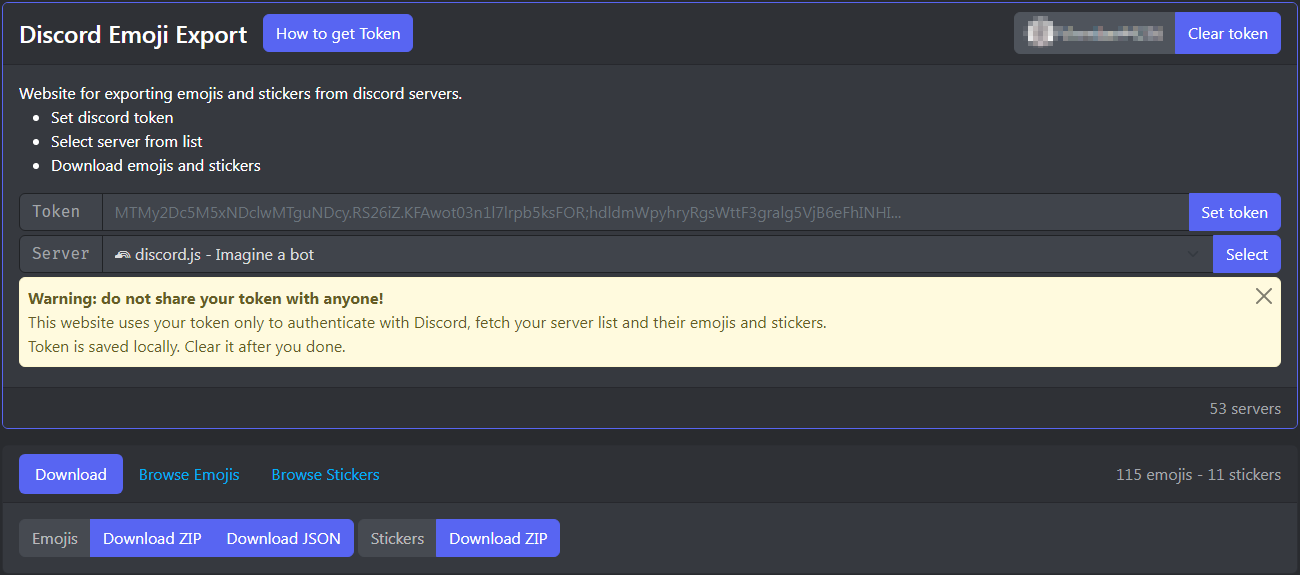 Discord Emoji Export
How to get Token
Clear token
Website for exporting emojis and stickers from discord servers.
Set discord token
Select server from list
Download emojis and stickers
Token
MTMy2Dc5M5xNDclwMTguNDcy.RS26iZ.KFAwot03n1l7lrpb5ksFOR;hdldmWpyhryRgsWttF3gralg5VjB6eFhINHI...
Set token
Server
discord.js - Imagine a bot
Select
Warning: do not share your token with anyone!
This website uses your token only to authenticate with Discord, fetch your server list and their emojis and stickers.
Token is saved locally. Clear it after you done.
53 servers
Download
Browse Emojis
Browse Stickers
115 emojis - 11 stickers
Emojis
Download ZIP
Download JSON
Stickers
Download ZIP